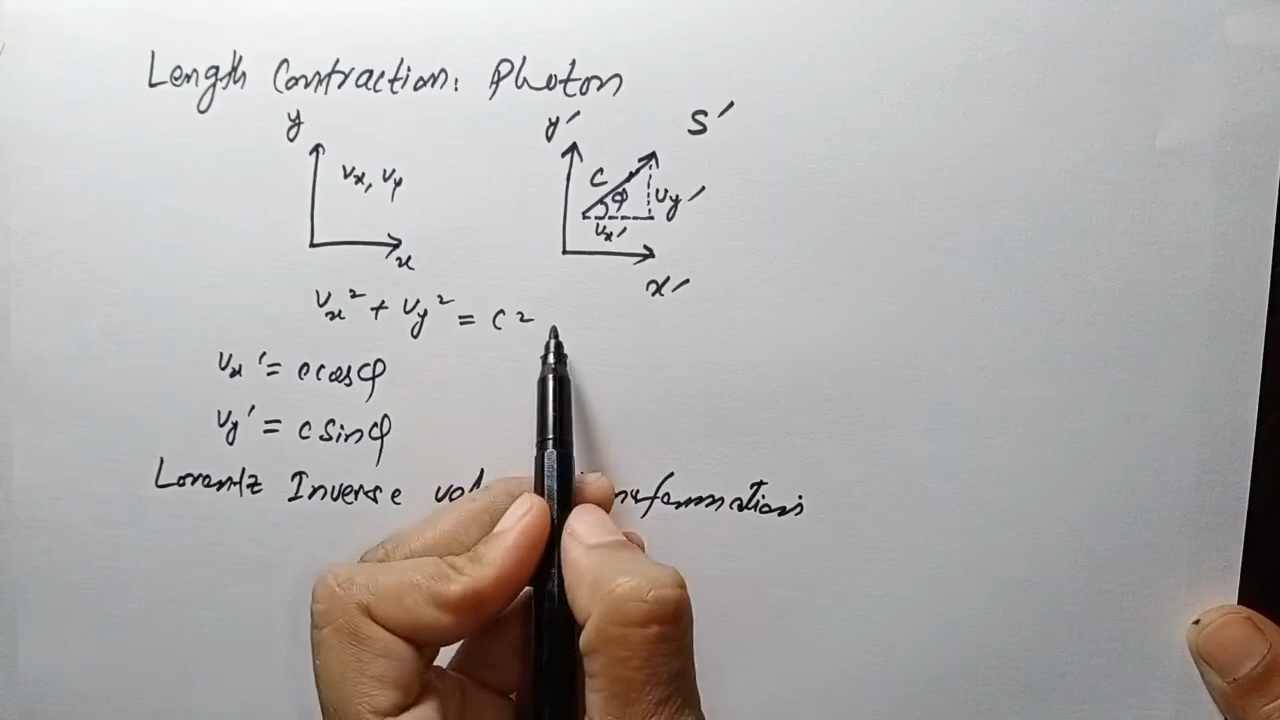 Length Contraction: Photon
y
vx, vy
x
y′
S′
C
φ
vy′
vx′
x′
vx² + vy² = c²
vx′ = c cosφ
vy′ = c sinφ
Lorentz Inverse